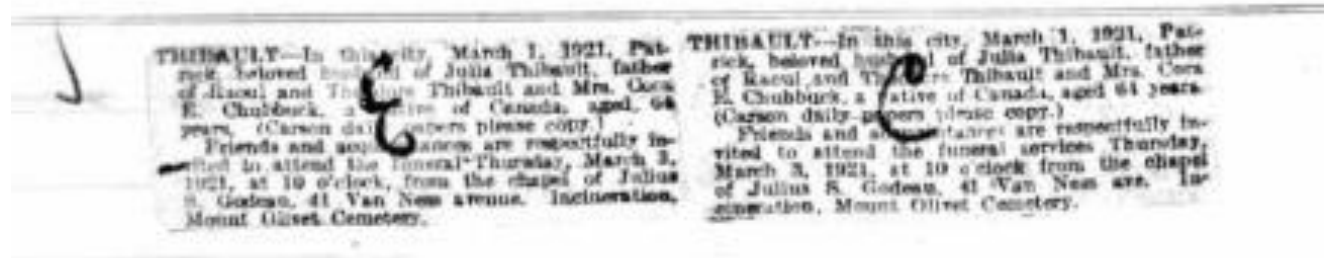 THIBAULT—In this city, March 1, 1921, Pat-
rick, beloved husband of Julia Thibault, father
of Raoul and Thibault and Mrs. Cora
E. Chubbuck, a native of Canada, aged 64
years. (Carson daily papers please copy.)
Friends and acquaintances are respectfully in-
vited to attend the funeral Thursday, March 3,
1921, at 10 o'clock, from the chapel of Julius
S. Godeau, 41 Van Ness avenue. Incineration,
Mount Olivet Cemetery.
THIBAULT—In this city, March 1, 1921, Pat-
rick, beloved husband of Julia Thibault, father
of Raoul and Thibault and Mrs. Cora
E. Chubbuck, a native of Canada, aged 64 years.
(Carson daily papers please copy.)
Friends and acquaintances are respectfully in-
vited to attend the funeral services Thursday,
March 3, 1921, at 10 o'clock from the chapel
of Julius S. Godeau, 41 Van Ness ave. In-
cineration, Mount Olivet Cemetery.